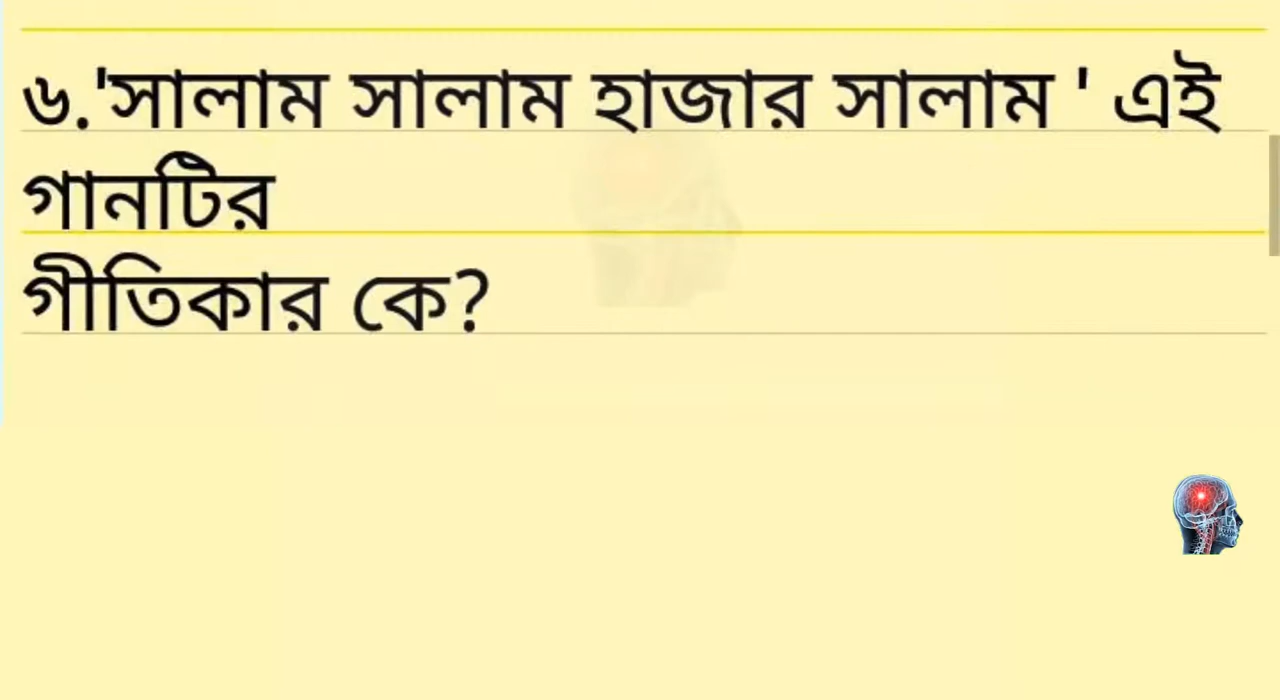 ৬.'সালাম সালাম হাজার সালাম ' এই
গানটির
গীতিকার কে?